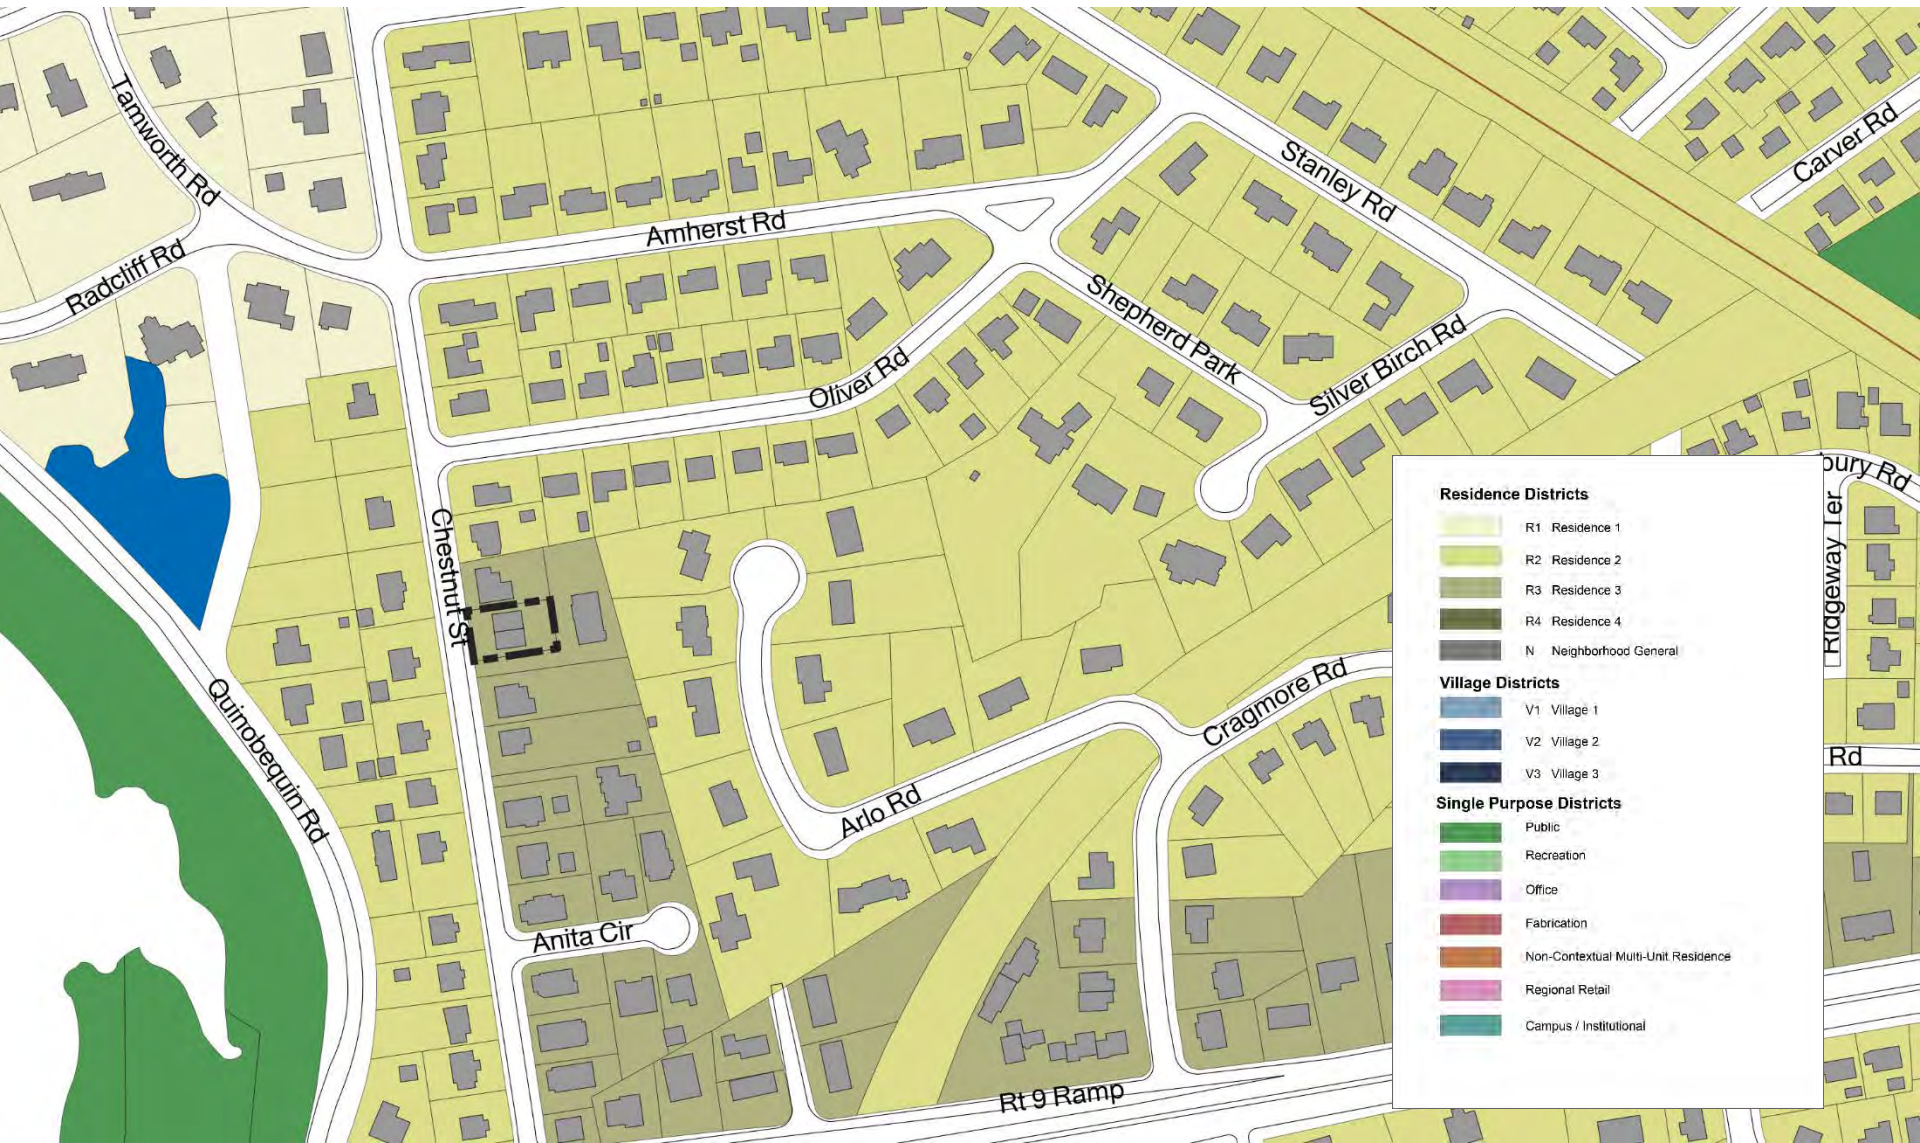 Tamworth Rd
Radcliff Rd
Amherst Rd
Stanley Rd
Carver Rd
Shepherd Park
Oliver Rd
Silver Birch Rd
Chestnut St
Quinobequin Rd
Arlo Rd
Cragmore Rd
Anita Cir
Rt 9 Ramp
bury Rd
Ridgeway Ter
Rd
Residence Districts
R1 Residence 1
R2 Residence 2
R3 Residence 3
R4 Residence 4
N Neighborhood General
Village Districts
V1 Village 1
V2 Village 2
V3 Village 3
Single Purpose Districts
Public
Recreation
Office
Fabrication
Non-Contextual Multi-Unit Residence
Regional Retail
Campus / Institutional